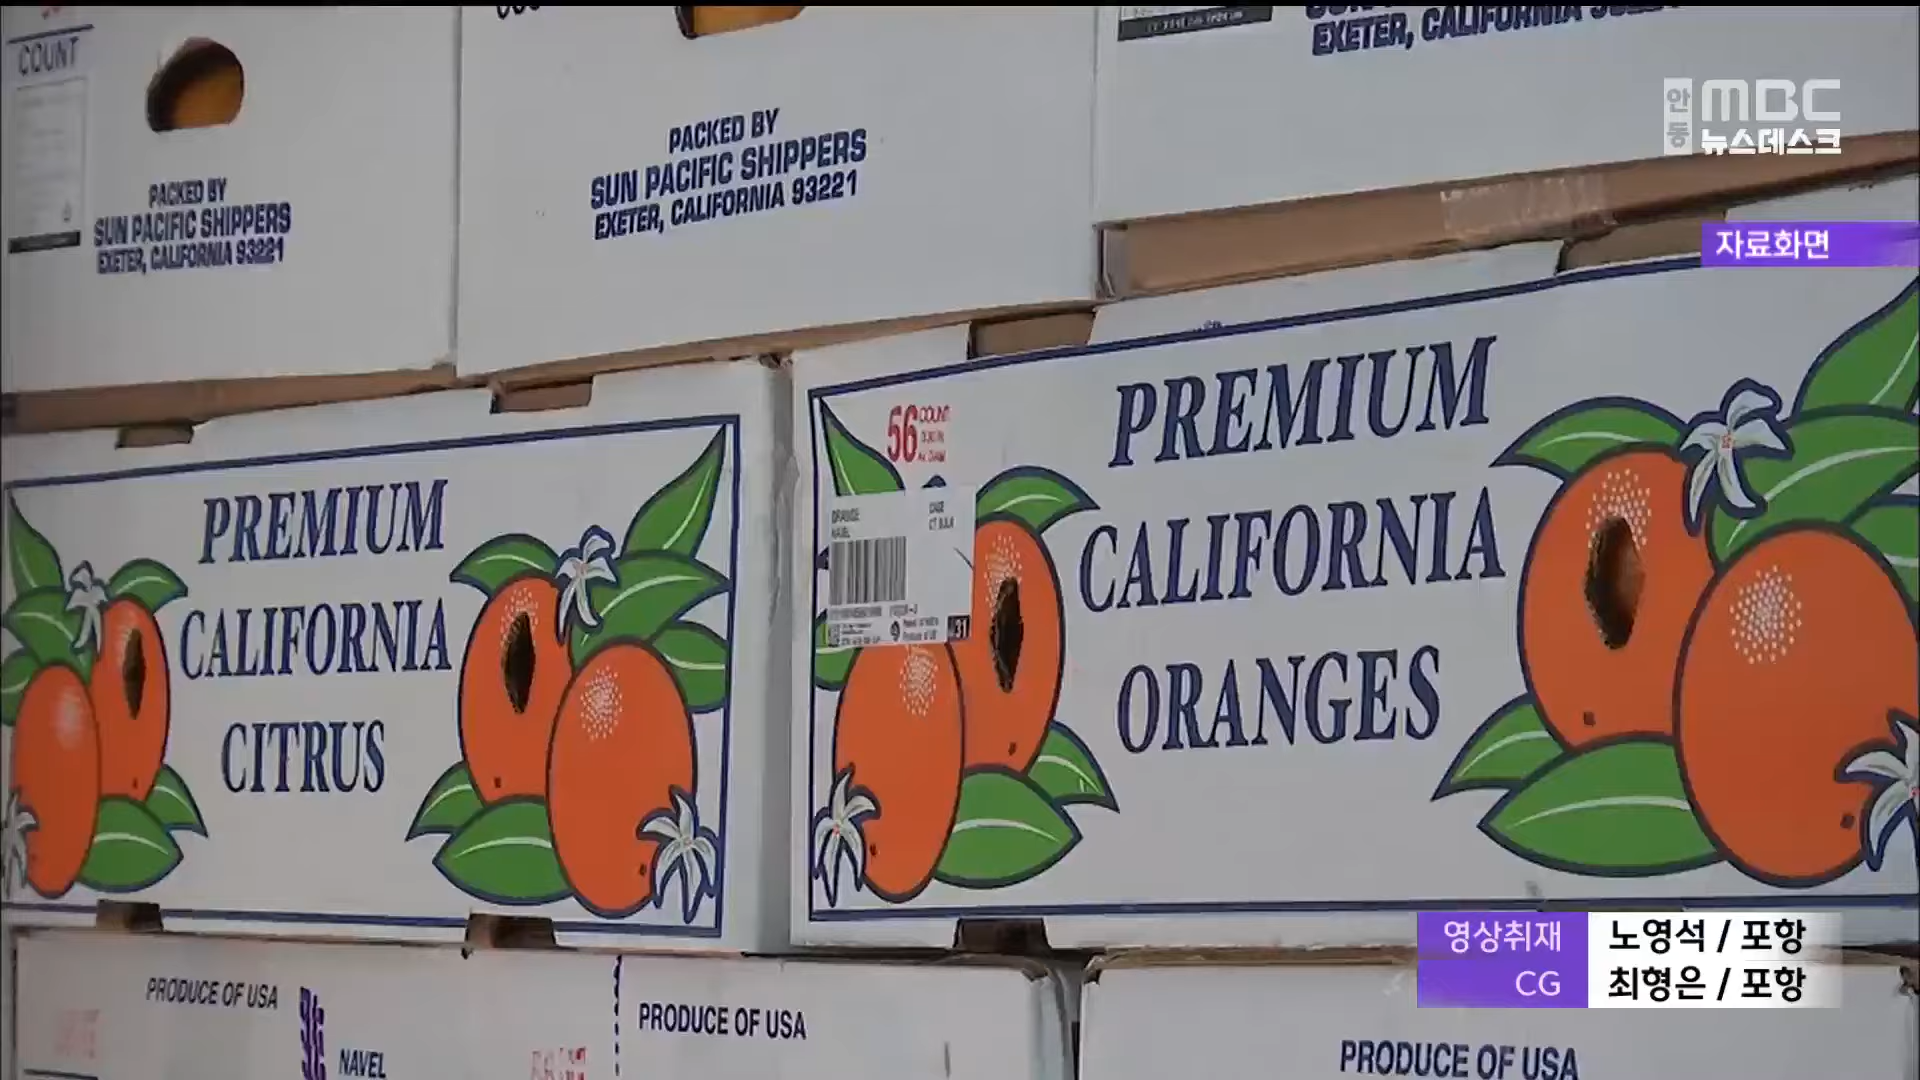 COUNT
PACKED BY
SUN PACIFIC SHIPPERS
EXETER, CALIFORNIA 93221
PACKED BY
SUN PACIFIC SHIPPERS
EXETER, CALIFORNIA 93221
EXETER, CALIFORNIA
안동 MBC
뉴스데스크
자료화면
PREMIUM
CALIFORNIA
CITRUS
56 COUNT
ORANGE
NAVEL
31
PREMIUM
CALIFORNIA
ORANGES
영상취재 노영석 / 포항
CG 최형은 / 포항
PRODUCE OF USA
NAVEL
PRODUCE OF USA
PRODUCE OF USA